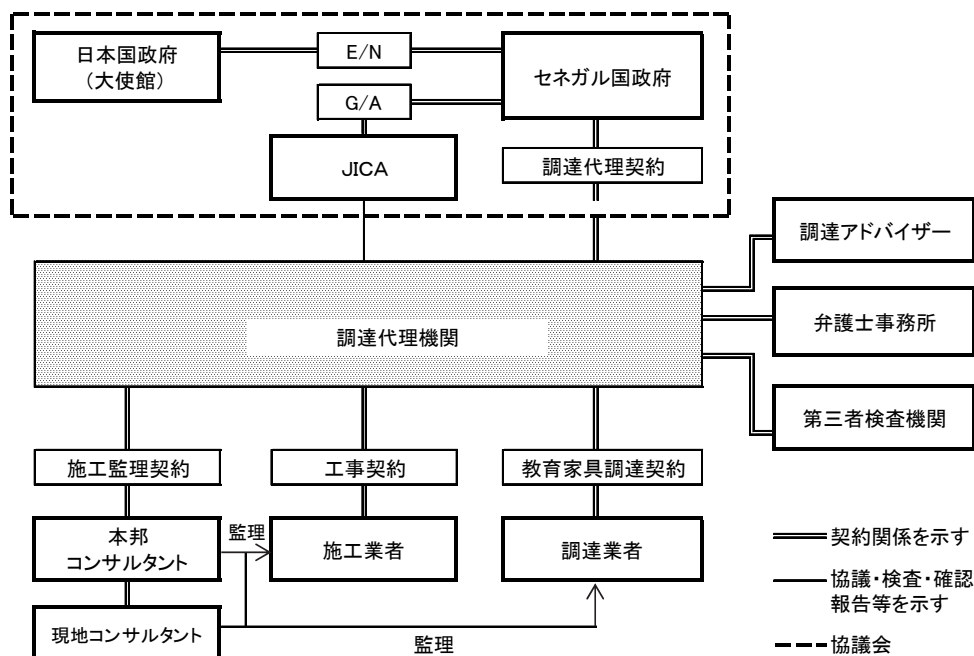 日本国政府
(大使館)
E/N
セネガル国政府
G/A
JICA
調達代理契約
調達アドバイザー
調達代理機関
弁護士事務所
第三者検査機関
施工監理契約
工事契約
教育家具調達契約
本邦
コンサルタント
監理
施工業者
調達業者
契約関係を示す
協議・検査・確認
報告等を示す
現地コンサルタント
監理
協議会